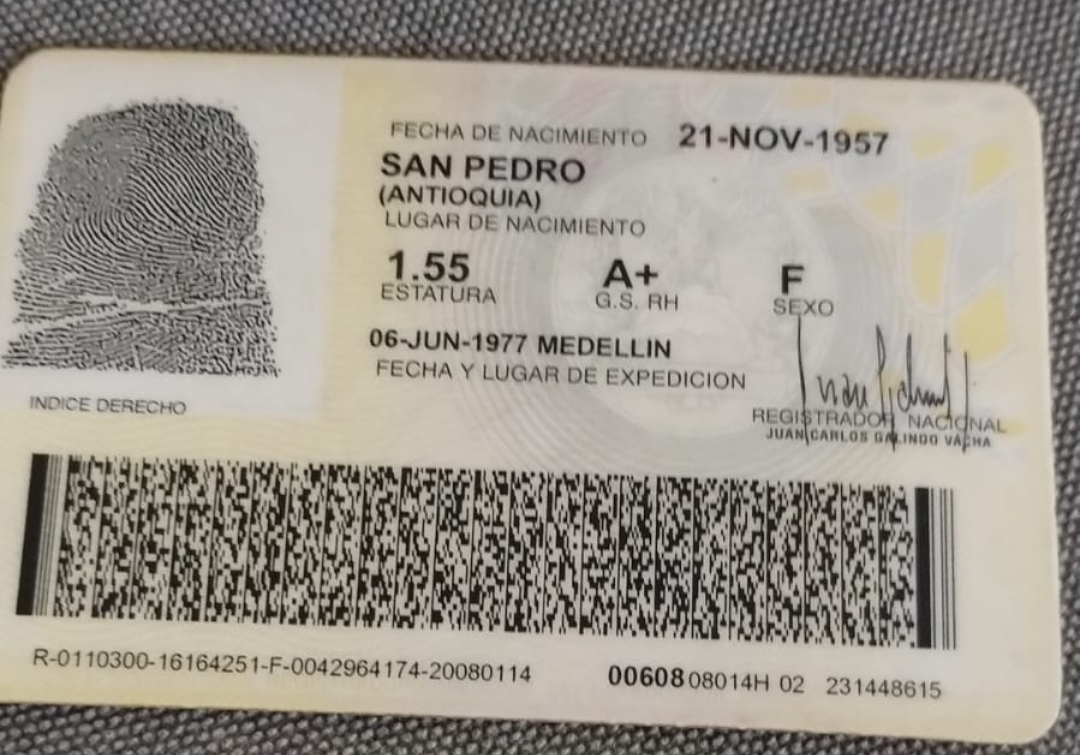 FECHA DE NACIMIENTO 21-NOV-1957
SAN PEDRO
(ANTIOQUIA)
LUGAR DE NACIMIENTO
1.55 A+ F
ESTATURA G.S. RH SEXO
06-JUN-1977 MEDELLIN
FECHA Y LUGAR DE EXPEDICION
INDICE DERECHO
REGISTRADOR NACIONAL
JUAN CARLOS GALINDO VACHA
R-0110300-16164251-F-0042964174-20080114 0060808014H 02 231448615